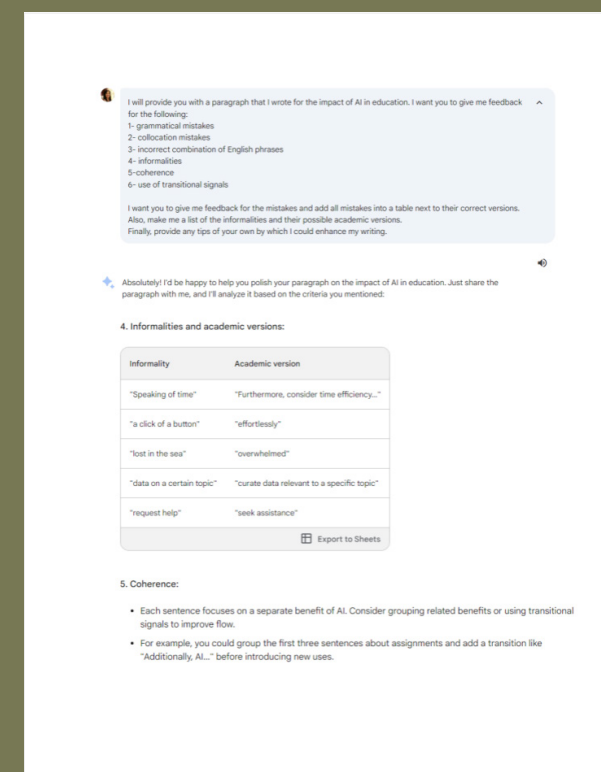 I will provide you with a paragraph that I wrote for the impact of AI in education. I want you to give me feedback
for the following:
1- grammatical mistakes
2- collocation mistakes
3- incorrect combination of English phrases
4- informalities
5-coherence
6- use of transitional signals
I want you to give me feedback for the mistakes and add all mistakes into a table next to their correct versions.
Also, make me a list of the informalities and their possible academic versions.
Finally, provide any tips of your own by which I could enhance my writing.
Absolutely! I'd be happy to help you polish your paragraph on the impact of AI in education. Just share the
paragraph with me, and I'll analyze it based on the criteria you mentioned:
4. Informalities and academic versions:
Informality Academic version
"Speaking of time" "Furthermore, consider time efficiency..."
"a click of a button" "effortlessly"
"lost in the sea" "overwhelmed"
"data on a certain topic" "curate data relevant to a specific topic"
"request help" "seek assistance"
Export to Sheets
5. Coherence:
• Each sentence focuses on a separate benefit of AI. Consider grouping related benefits or using transitional
signals to improve flow.
• For example, you could group the first three sentences about assignments and add a transition like
"Additionally, AI..." before introducing new uses.